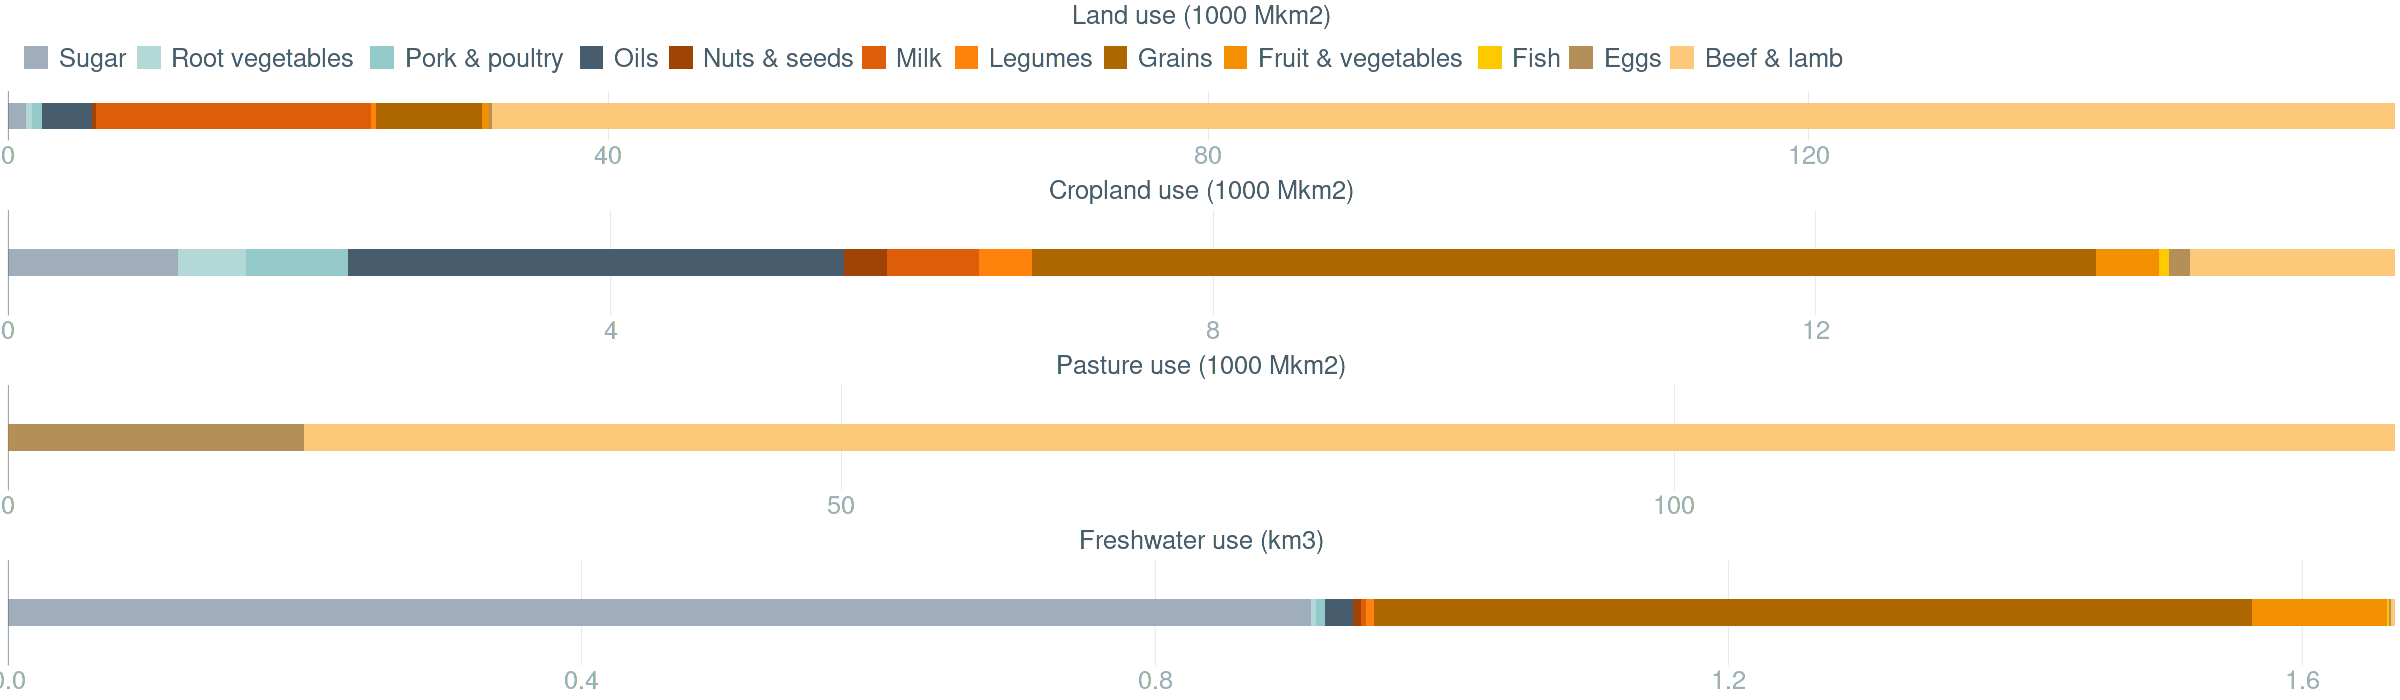 Land use (1000 Mkm2)
Sugar Root vegetables Pork & poultry Oils Nuts & seeds Milk Legumes Grains Fruit & vegetables Fish Eggs Beef & lamb
0 40 80 120
Cropland use (1000 Mkm2)
0 4 8 12
Pasture use (1000 Mkm2)
0 50 100
Freshwater use (km3)
0.0 0.4 0.8 1.2 1.6